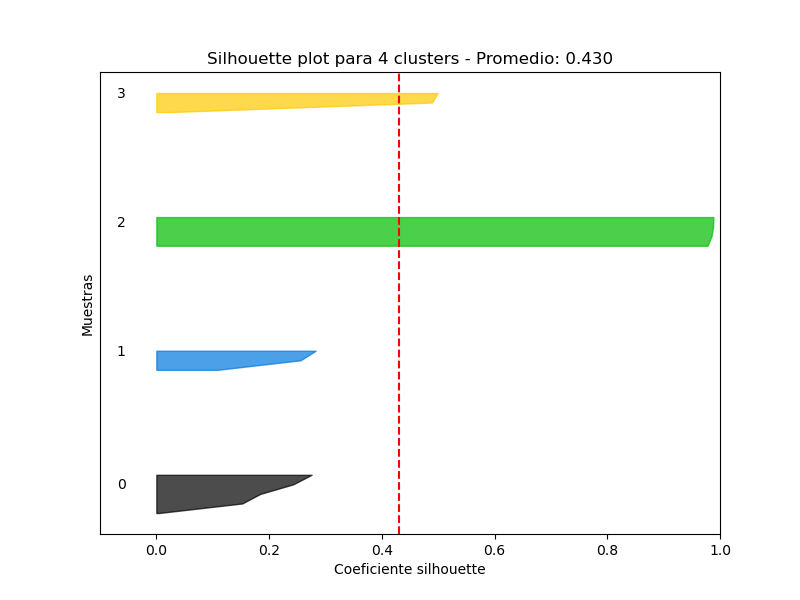 Silhouette plot para 4 clusters - Promedio: 0.430
3
2
1
0
Muestras
0.0 0.2 0.4 0.6 0.8 1.0
Coeficiente silhouette